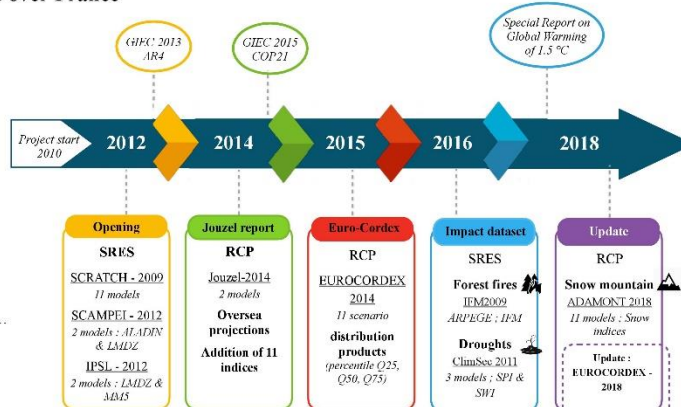 GIEC 2013
AR4
GIEC 2015
COP21
Special Report on
Global Warming
of 1.5 °C
Project start
2010
2012
2014
2015
2016
2018
Opening
SRES
SCRATCH - 2009
11 models
SCAMPEI - 2012
2 models : ALADIN
& LMDZ
IPSL - 2012
2 models : LMDZ &
MM5
Jouzel report
RCP
Jouzel-2014
2 models
Oversea
projections
Addition of 11
indices
Euro-Cordex
RCP
EUROCORDEX
2014
11 scenario
distribution
products
(percentile Q25,
Q50, Q75)
Impact dataset
SRES
Forest fires
IFM2009
ARPEGE ; IFM
Droughts
ClimSec 2011
3 models ; SPI &
SWI
Update
RCP
Snow mountain
ADAMONT 2018
11 models ; Snow
indices
Update :
EUROCORDEX -
2018